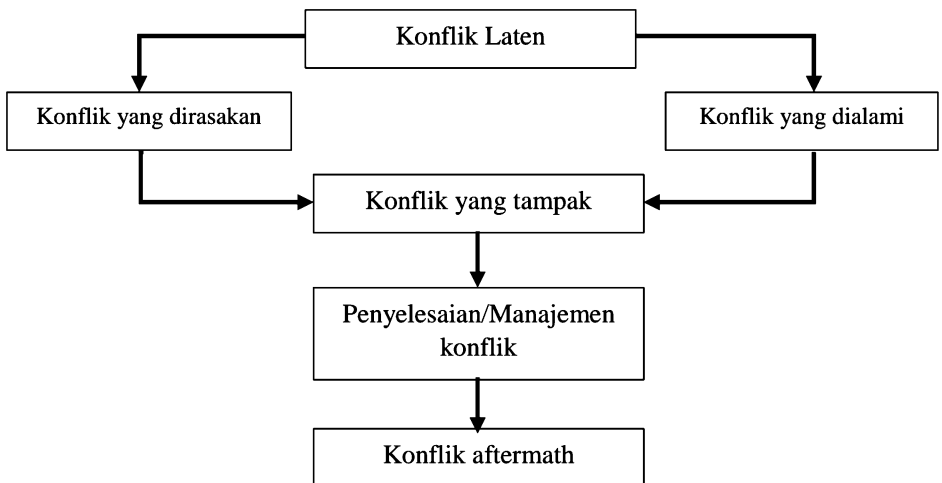 Konflik Laten
Konflik yang dirasakan
Konflik yang dialami
Konflik yang tampak
Penyelesaian/Manajemen
konflik
Konflik aftermath